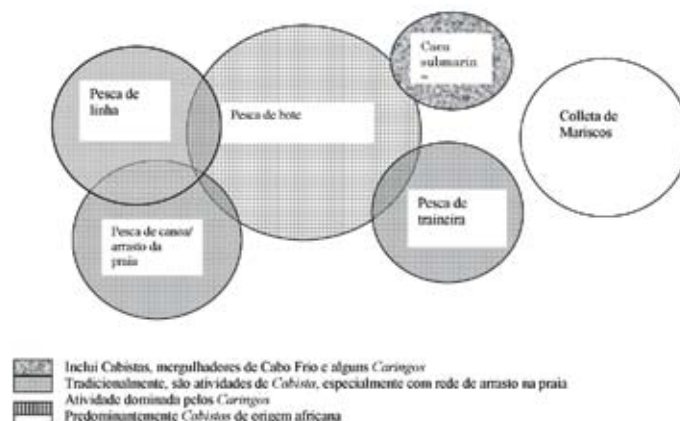 Caça
submarin
Pesca de
linha
Pesca de bote
Colleta de
Mariscos
Pesca de
traineira
Pesca de canoa/
arrasto da
praia
Inclui Cabistas, mergulhadores de Cabo Frio e alguns Caringos
Tradicionalmente, são atividades de Cabista, especialmente com rede de arrasto na praia
Atividade dominada pelos Caringos
Predominantemente Cabistas de origem africana